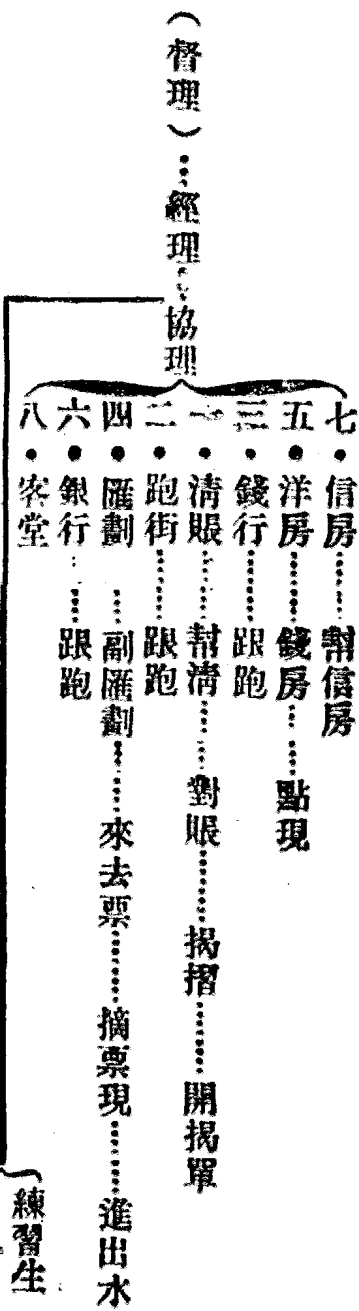 （督理）……經理……協理
七・信房……幫信房
五・洋房……錢房……點現
三・錢行……跟跑
一・清賬……幫清……對賬……揭摺……開揭單
二・跑街……跟跑
四・匯劃……副匯劃……來去票……摘票現……進出水
六・銀行……跟跑
八・客堂
練習生